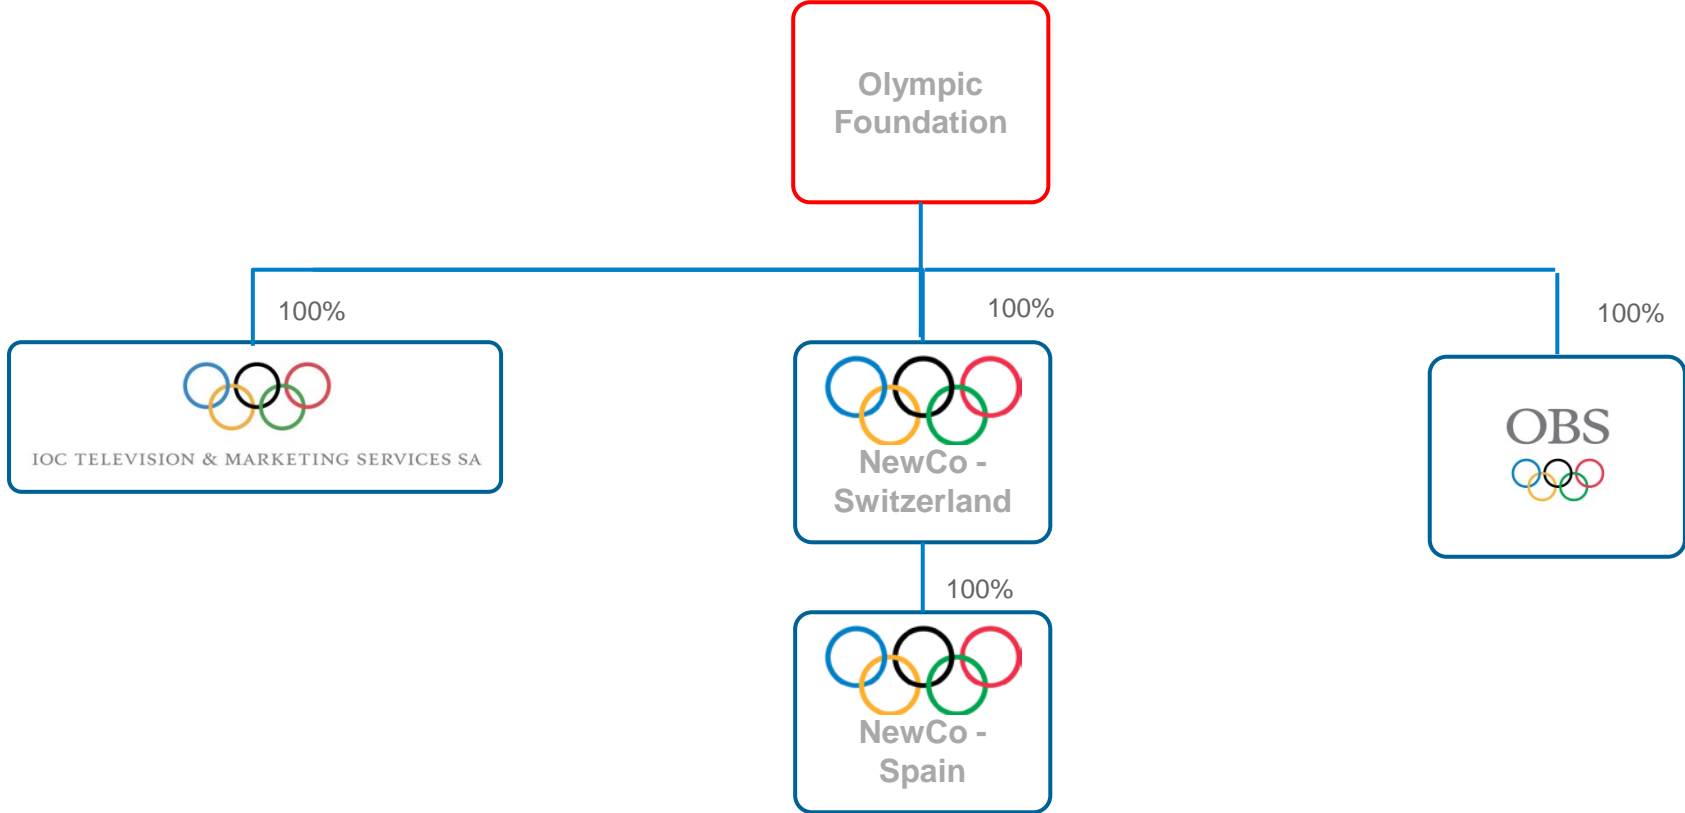 Olympic
Foundation
100%
100%
100%
IOC TELEVISION & MARKETING SERVICES SA
NewCo -
Switzerland
OBS
100%
NewCo -
Spain